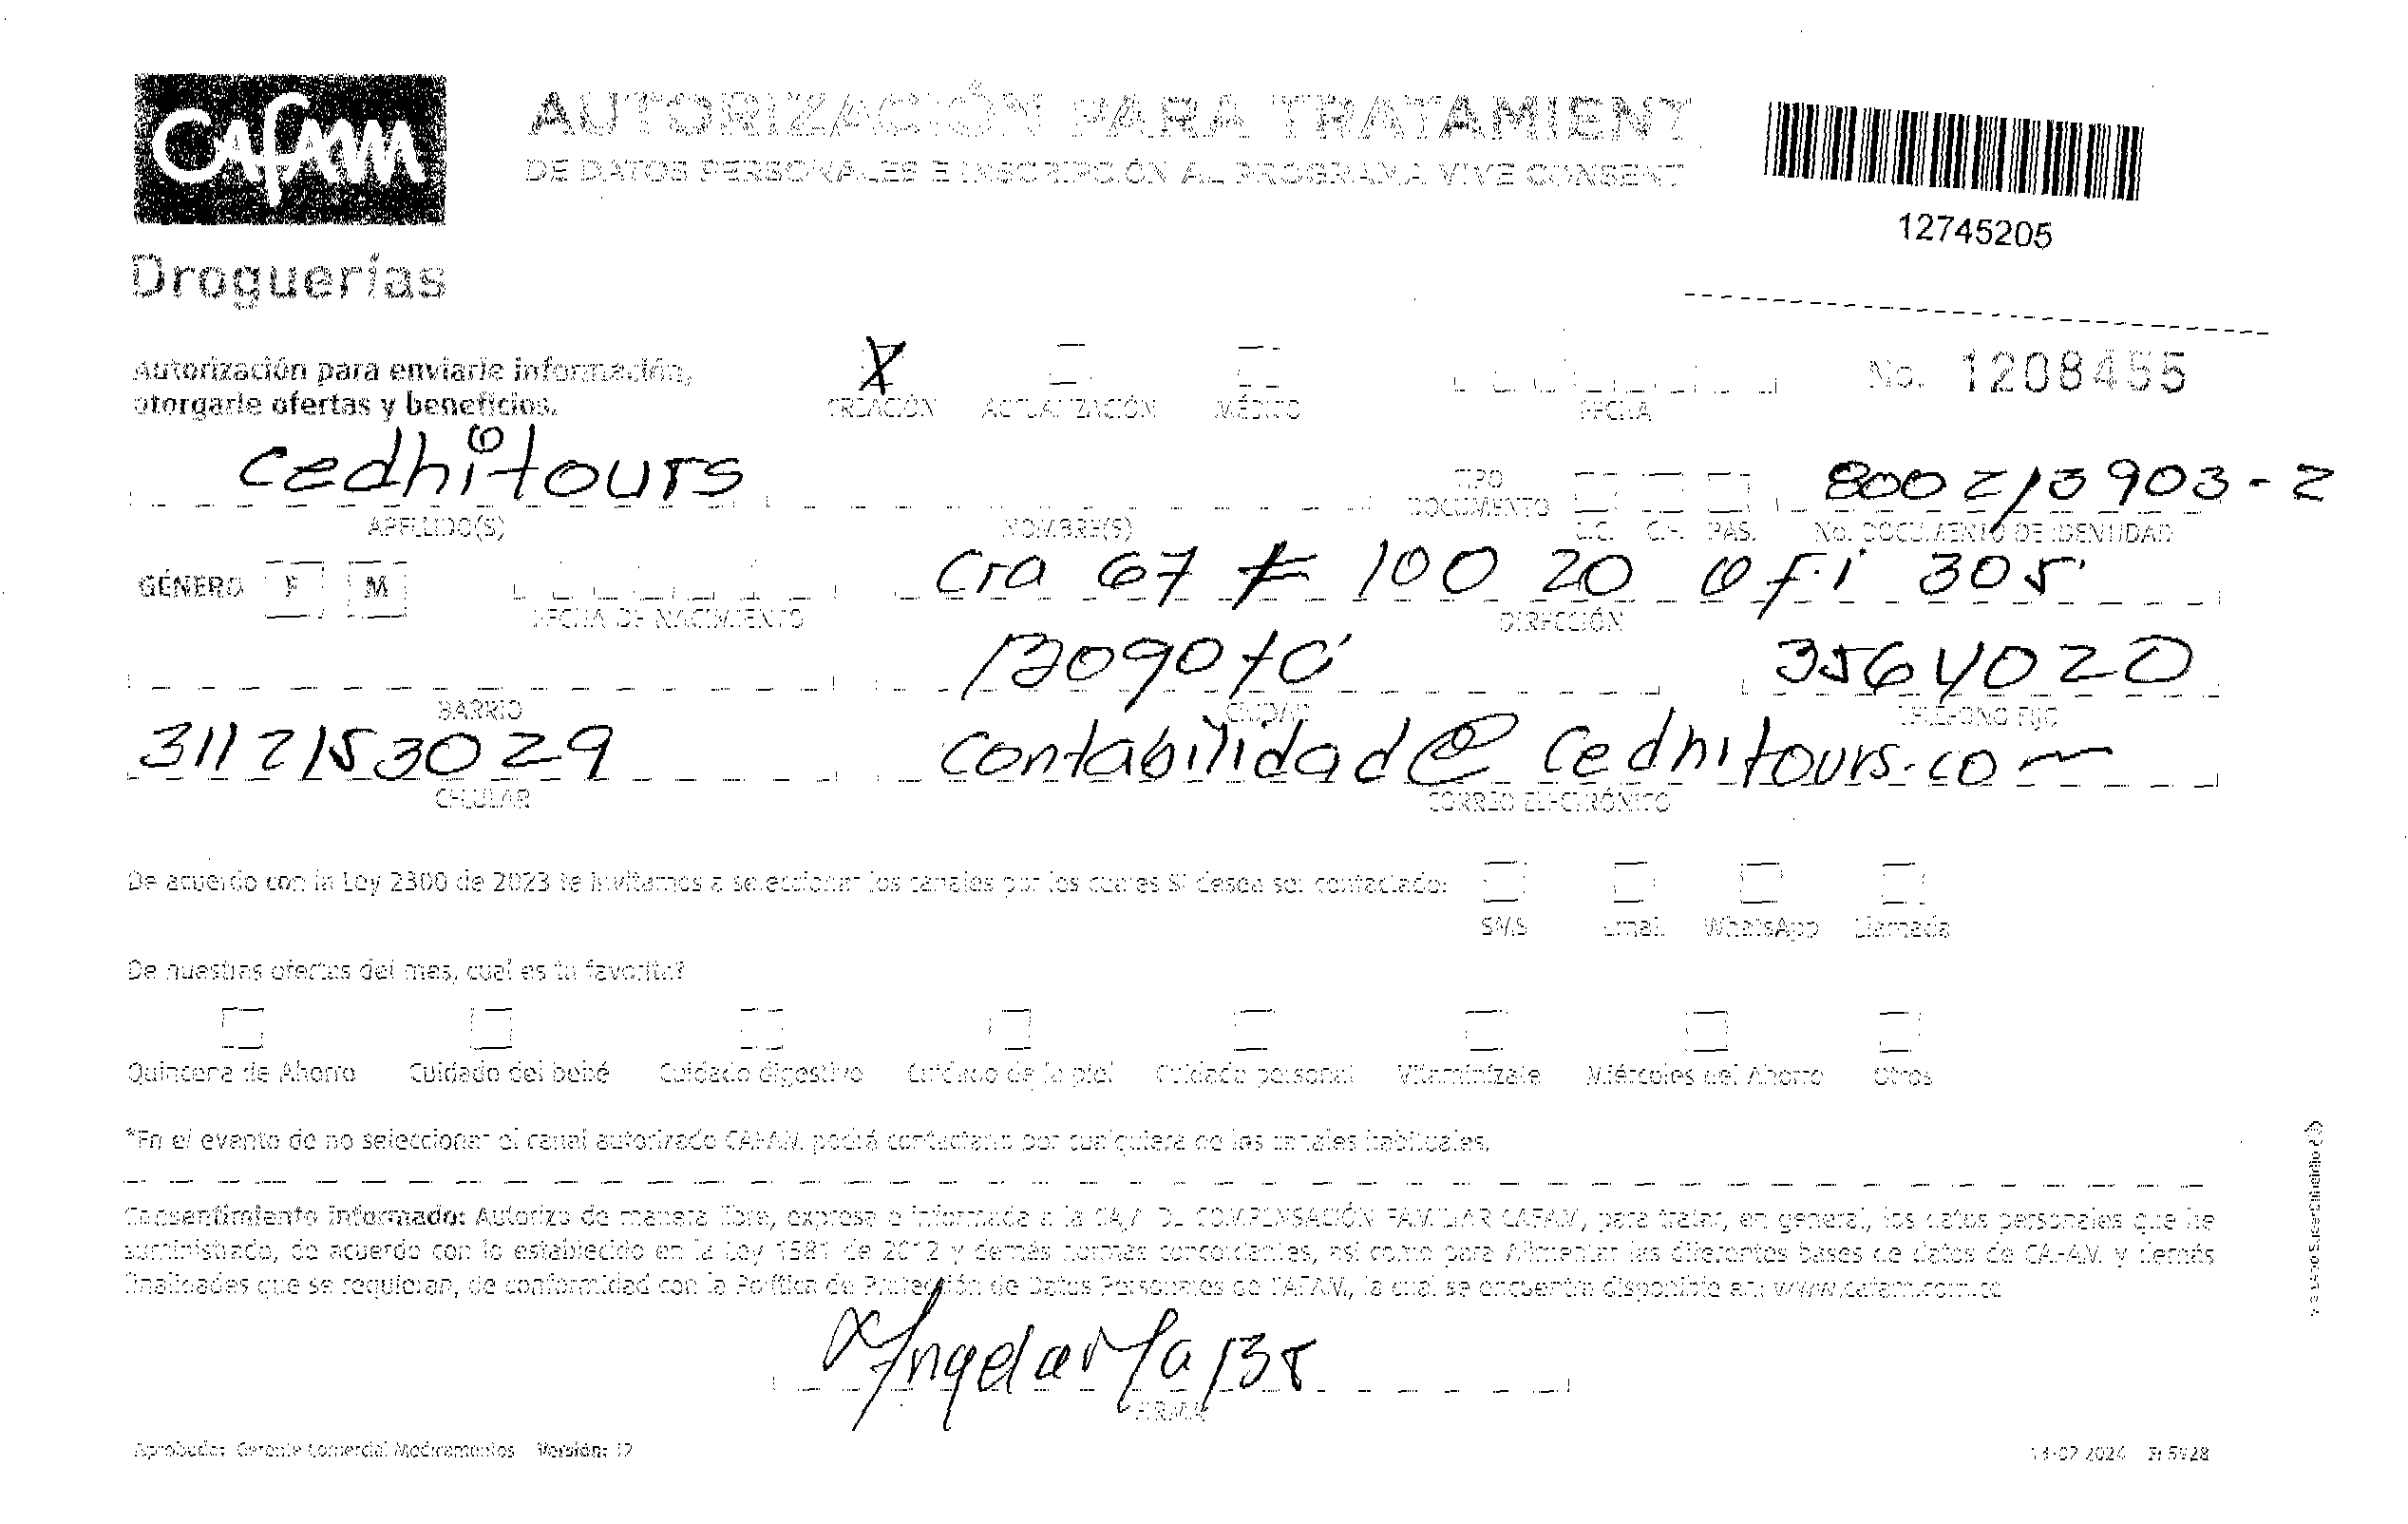 Cafam
Droguerías
AUTORIZACIÓN PARA TRATAMIENT
DE DATOS PERSONALES E INSCRIPCIÓN AL PROGRAMA VIVE CONSENT
12745205
Autorización para enviarle información,
otorgarle ofertas y beneficios.
X
CREACIÓN ACTUALIZACIÓN MÉDICO FECHA
No. 1208455
cedhitours
APELLIDO(S) NOMBRE(S)
TIPO DOCUMENTO C.C. C.E. PAS.
800213903-2
No. DOCUMENTO DE IDENTIDAD
GÉNERO F M
FECHA DE NACIMIENTO
Cra 67 # 100 20 ofi 305
DIRECCIÓN
Bogotá 3564020
BARRIO CIUDAD TELÉFONO FIJO
3112153029 contabilidad@cedhitours.com
CELULAR CORREO ELECTRÓNICO
De acuerdo con la Ley 2300 de 2023 te invitamos a seleccionar los canales por los cuales SI desea ser contactado:
SMS Email WhatsApp Llamada
De nuestras ofertas del mes, cual es tu favorita?
Quincena de Ahorro Cuidado del bebé Cuidado digestivo Cuidado de la piel Cuidado personal Vitamínizate Miércoles del Ahorro Otros
*En el evento de no seleccionar el canal autorizado CAFAM, podrá contactarlo por cualquiera de los canales habituales.
Consentimiento informado: Autorizo de manera libre, expresa e informada a la CAJA DE COMPENSACIÓN FAMILIAR CAFAM, para tratar, en general, los datos personales que he
suministrado, de acuerdo con lo establecido en la Ley 1581 de 2012 y demás normas concordantes, así como para Alimentar las diferentes bases de datos de CAFAM y demás
finalidades que se requieran, de conformidad con la Política de Protección de Datos Personales de CAFAM, la cual se encuentra disponible en: www.cafam.com.co
FIRMA
Aprobado: Gerente Comercial Medicamentos Versión: 12